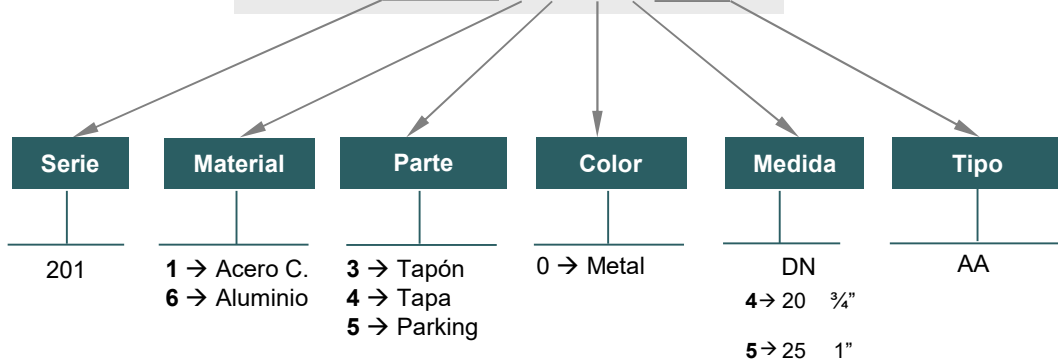 Serie
Material
Parte
Color
Medida
Tipo
201
1 → Acero C.
6 → Aluminio
3 → Tapón
4 → Tapa
5 → Parking
0 → Metal
DN
4→ 20 ¾”
5→ 25 1”
AA